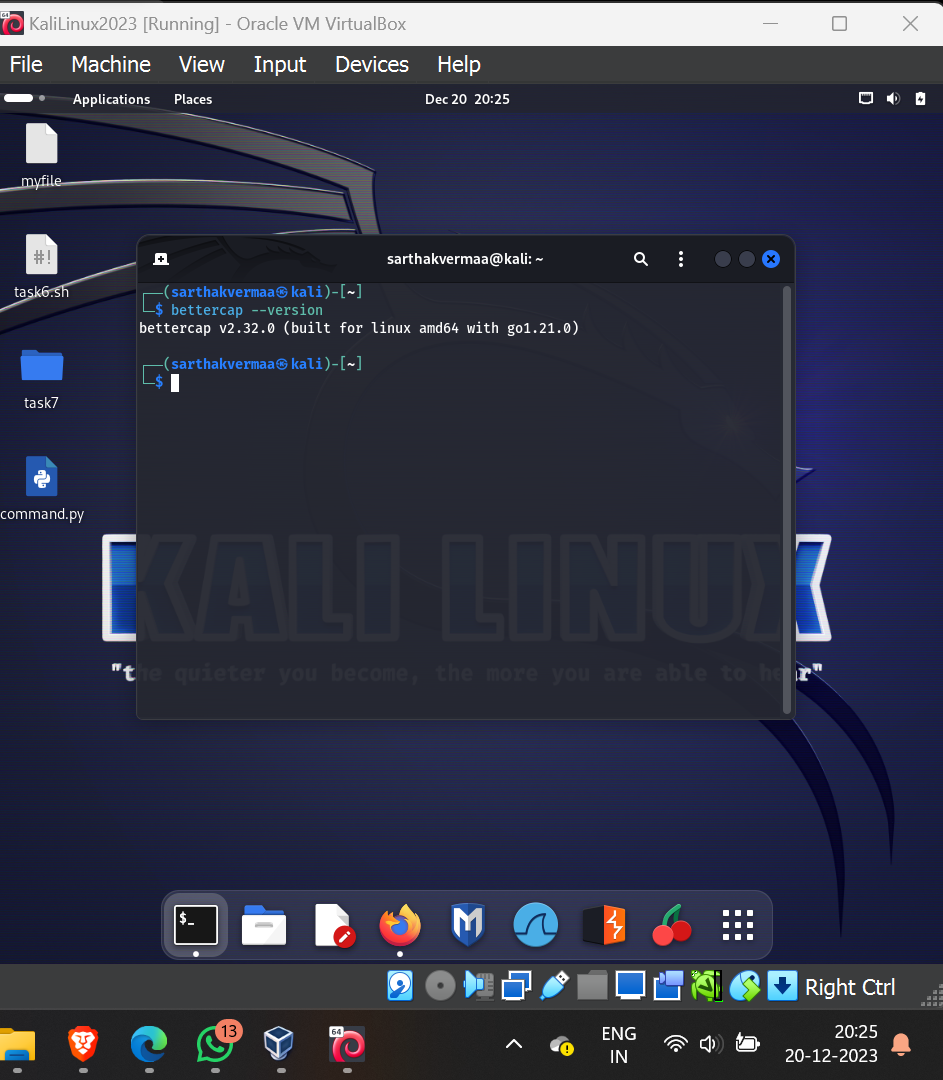 KaliLinux2023 [Running] - Oracle VM VirtualBox
File Machine View Input Devices Help
Applications Places Dec 20 20:25
myfile
#!
task6.sh
task7
command.py
sarthakvermaa@kali: ~
┌──(sarthakvermaa㉿kali)-[~]
└─$ bettercap --version
bettercap v2.32.0 (built for linux amd64 with go1.21.0)
┌──(sarthakvermaa㉿kali)-[~]
└─$
KALI LINUX
"the quieter you become, the more you are able to hear"
$_
Right Ctrl
64
13
ENG
IN
20:25
20-12-2023